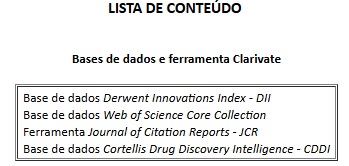 LISTA DE CONTEÚDO
Bases de dados e ferramenta Clarivate
Base de dados Derwent Innovations Index - DII
Base de dados Web of Science Core Collection
Ferramenta Journal of Citation Reports - JCR
Base de dados Cortellis Drug Discovery Intelligence - CDDI